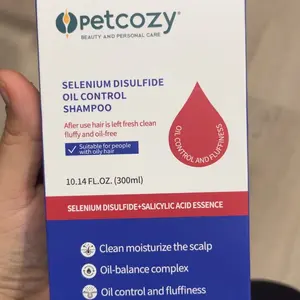 petcozy®
BEAUTY AND PERSONAL CARE
SELENIUM DISULFIDE
OIL CONTROL
SHAMPOO
After use hair is left fresh clean
fluffy and oil-free
Suitable for people
with oily hair
OIL CONTROL AND FLUFFINESS
10.14 FL.OZ. (300ml)
SELENIUM DISULFIDE+SALICYLIC ACID ESSENCE
Clean moisturize the scalp
Oil-balance complex
Oil control and fluffiness